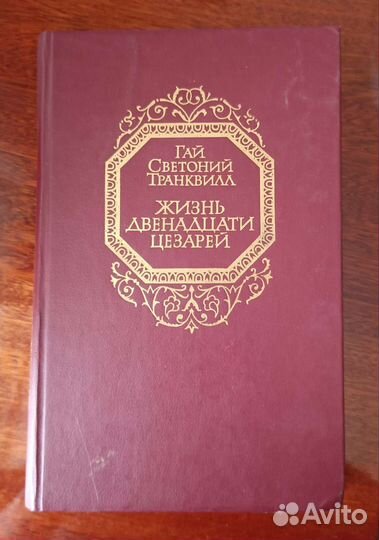 ГАЙ
СВЕТОНИЙ
ТРАНКВИЛЛ
ЖИЗНЬ
ДВЕНАДЦАТИ
ЦЕЗАРЕЙ
Avito